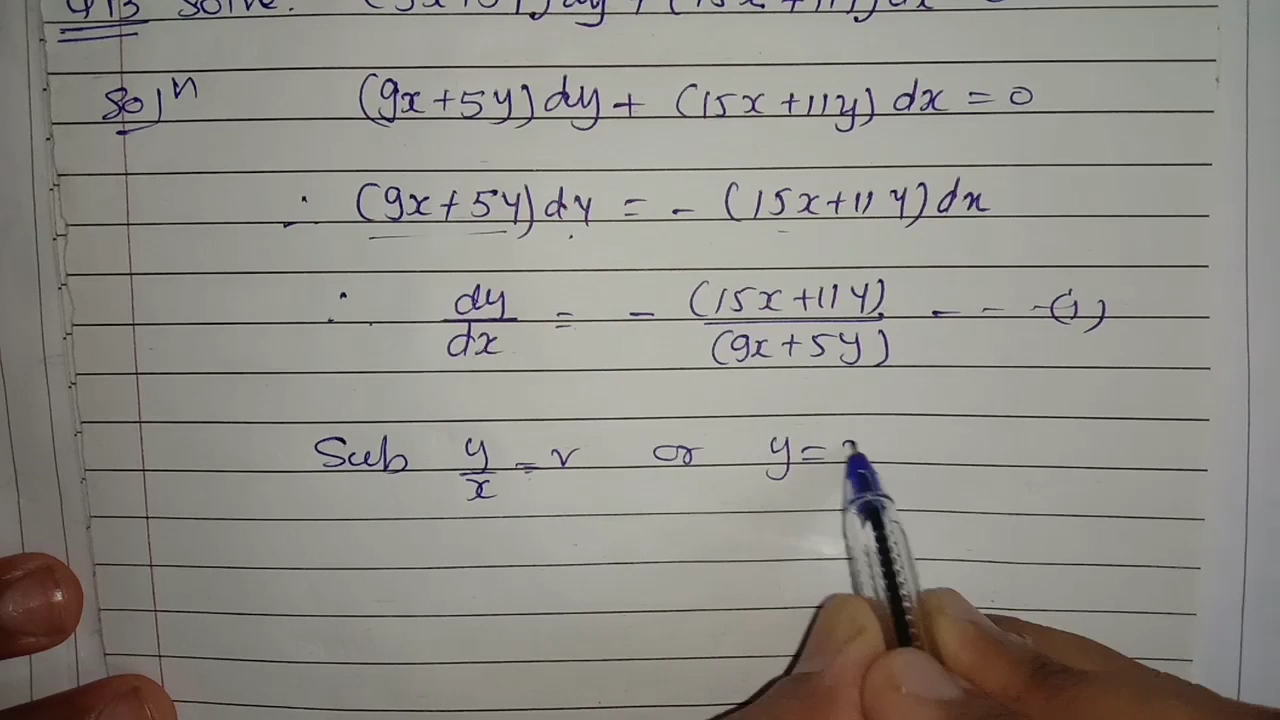 Solve:
Solⁿ (9x+5y)dy + (15x+11y) dx = 0
∴ (9x+5y)dy = - (15x+11y)dx
∴ dy/dx = - (15x+11y)/(9x+5y) - - - (1)
Sub y/x = v or y =